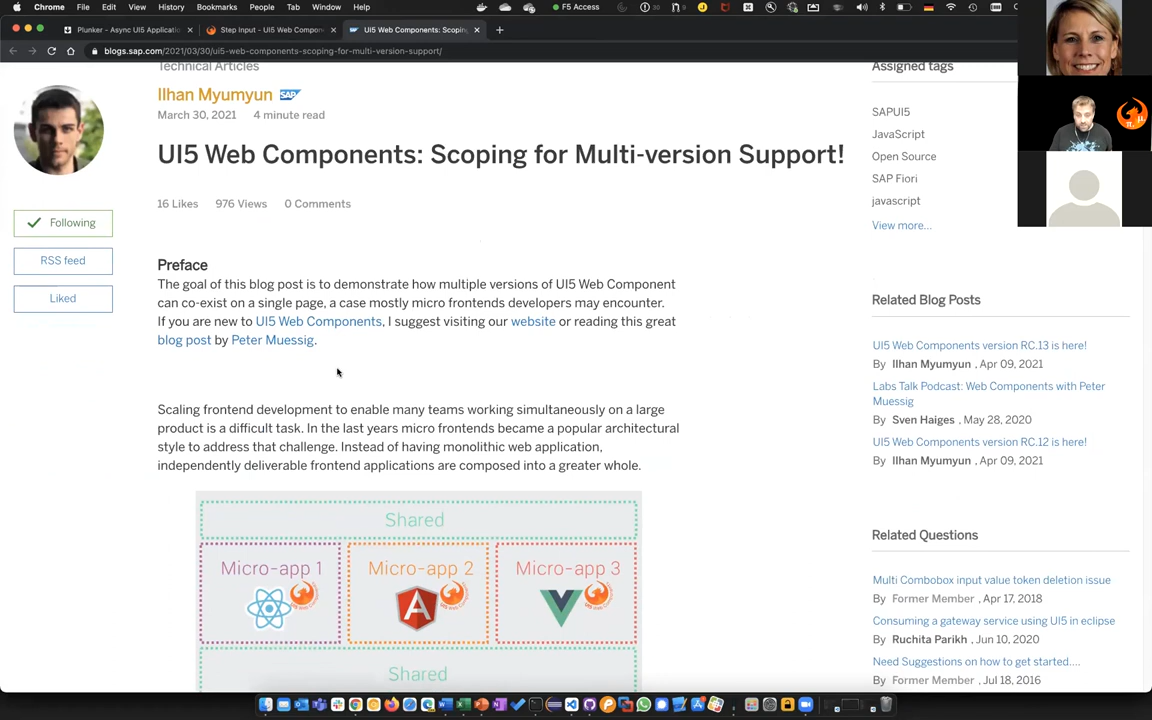 Chrome File Edit View History Bookmarks People Tab Window Help
F5 Access
Plunker - Async UI5 Applicatio
Step Input - UI5 Web Compon
UI5 Web Components: Scoping
blogs.sap.com/2021/03/30/ui5-web-components-scoping-for-multi-version-support/
Technical Articles
Ilhan Myumyun SAP
March 30, 2021 4 minute read
UI5 Web Components: Scoping for Multi-version Support!
16 Likes 976 Views 0 Comments
Following
RSS feed
Liked
Preface
The goal of this blog post is to demonstrate how multiple versions of UI5 Web Component
can co-exist on a single page, a case mostly micro frontends developers may encounter.
If you are new to UI5 Web Components, I suggest visiting our website or reading this great
blog post by Peter Muessig.
Scaling frontend development to enable many teams working simultaneously on a large
product is a difficult task. In the last years micro frontends became a popular architectural
style to address that challenge. Instead of having monolithic web application,
independently deliverable frontend applications are composed into a greater whole.
Shared
Micro-app 1 Micro-app 2 Micro-app 3
Shared
Assigned tags
SAPUI5
JavaScript
Open Source
SAP Fiori
javascript
View more...
Related Blog Posts
UI5 Web Components version RC.13 is here!
By Ilhan Myumyun , Apr 09, 2021
Labs Talk Podcast: Web Components with Peter
Muessig
By Sven Haiges , May 28, 2020
UI5 Web Components version RC.12 is here!
By Ilhan Myumyun , Apr 09, 2021
Related Questions
Multi Combobox input value token deletion issue
By Former Member , Apr 17, 2018
Consuming a gateway service using UI5 in eclipse
By Ruchita Parikh , Jun 10, 2020
Need Suggestions on how to get started....
By Former Member , Jul 18, 2016